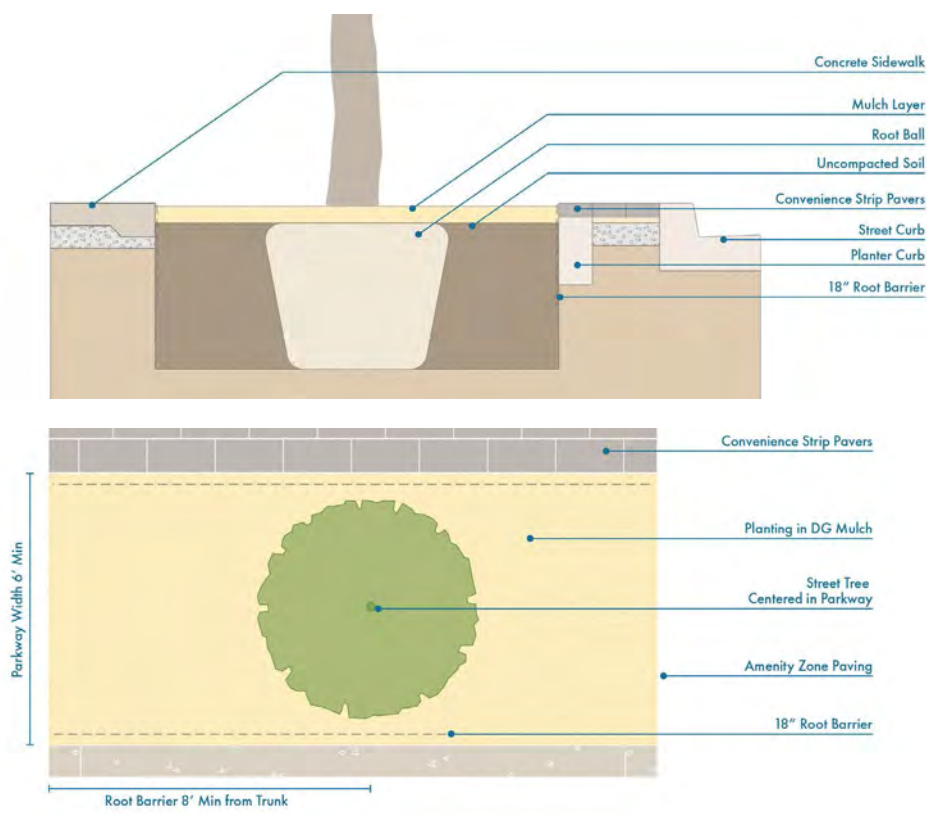 Concrete Sidewalk
Mulch Layer
Root Ball
Uncompacted Soil
Convenience Strip Pavers
Street Curb
Planter Curb
18" Root Barrier
Convenience Strip Pavers
Planting in DG Mulch
Street Tree
Centered in Parkway
Amenity Zone Paving
18" Root Barrier
Parkway Width 6' Min
Root Barrier 8' Min from Trunk